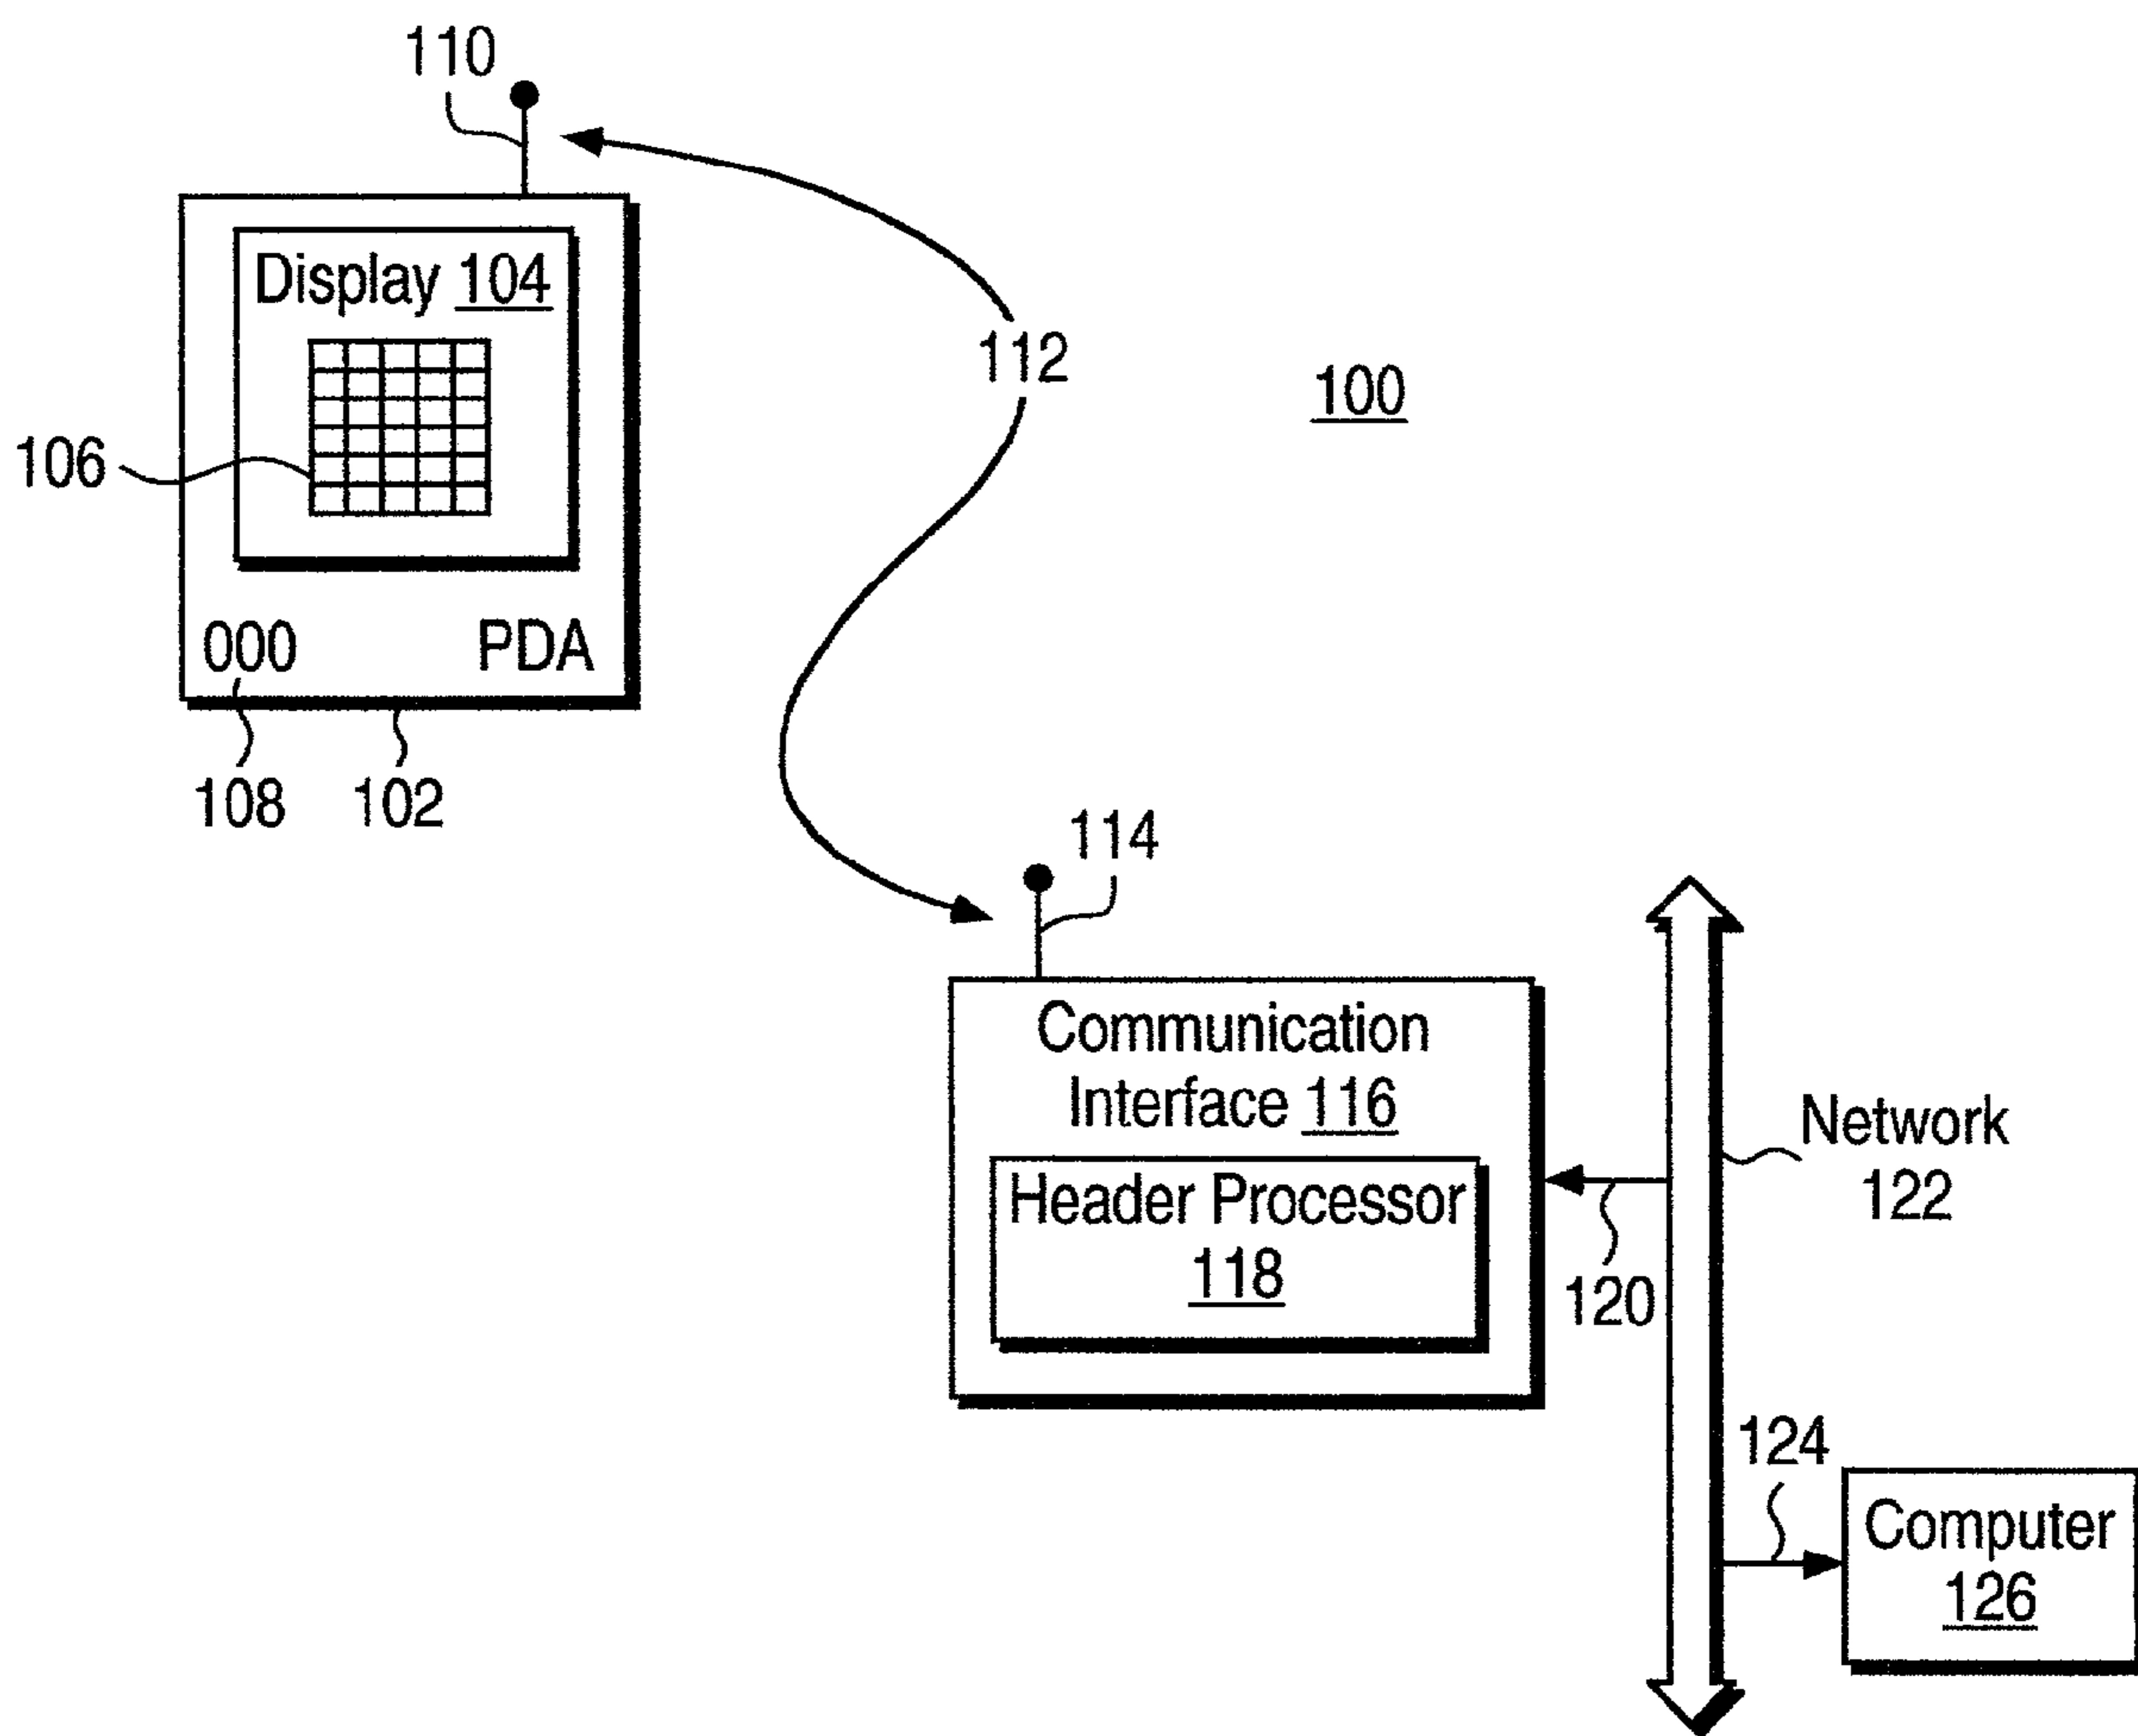 110
Display 104
112
100
106
000 PDA
108 102
114
Communication
Interface 116
Network
122
Header Processor
118
120
124
Computer
126